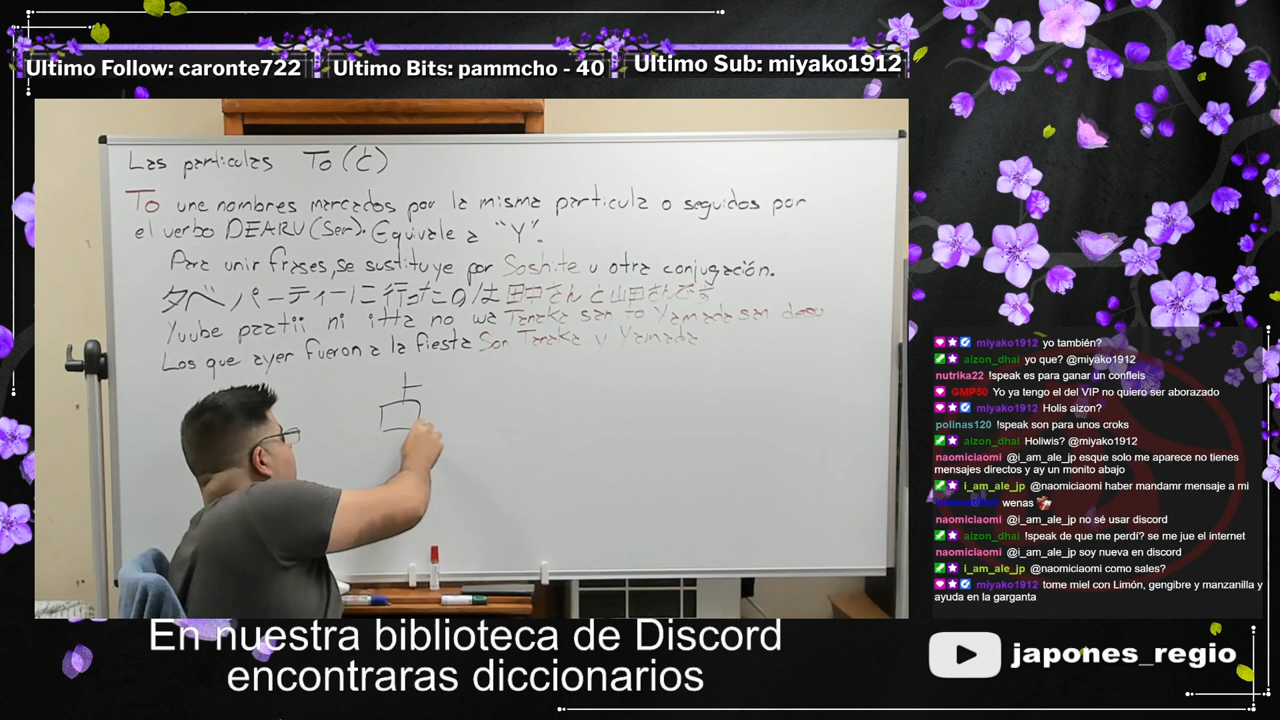 Ultimo Follow: caronte722
Ultimo Bits: pammcho - 40
Ultimo Sub: miyako1912
Las particulas To (と)
To une nombres marcados por la misma particula o seguidos por
el verbo DEARU (Ser). Equivale a "Y".
Para unir frases, se sustituye por Soshite u otra conjugación.
夕べ パーティーに行ったのは 田中さんと山田さんです
Yuube paatii ni itta no wa Tanaka san to Yamada san desu
Los que ayer fueron a la fiesta Son Tanaka y Yamada
miyako1912 yo también?
aizon_dhai yo que? @miyako1912
nutrika22 !speak es para ganar un confleis
GMP50 Yo ya tengo el del VIP no quiero ser aborazado
miyako1912 Holis aizon?
polinas120 !speak son para unos croks
aizon_dhai Holiwis? @miyako1912
naomiciaomi @i_am_ale_jp esque solo me aparece no tienes
mensajes directos y ay un monito abajo
i_am_ale_jp @naomiciaomi haber mandamr mensaje a mi
wenas
naomiciaomi @i_am_ale_jp no sé usar discord
aizon_dhai !speak de que me perdí? se me jue el internet
naomiciaomi @i_am_ale_jp soy nueva en discord
i_am_ale_jp @naomiciaomi como sales?
miyako1912 tome miel con Limón, gengibre y manzanilla y
ayuda en la garganta
En nuestra biblioteca de Discord
encontraras diccionarios
japones_regio